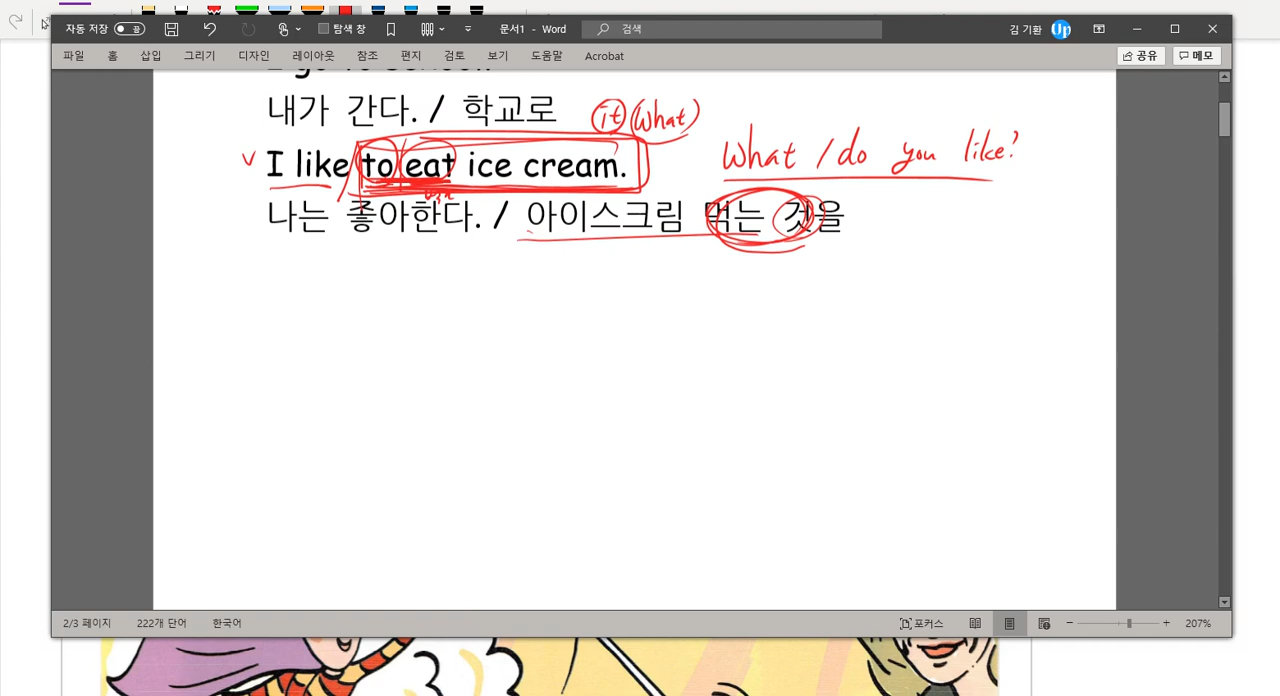 자동 저장 끔 탐색 창 문서1 - Word 검색 김 기환 Up
파일 홈 삽입 그리기 디자인 레이아웃 참조 편지 검토 보기 도움말 Acrobat 공유 메모
I go to school.
내가 간다. / 학교로
it (What)
I like / to eat ice cream.
What / do you like?
나는 좋아한다. / 아이스크림 먹는 것을
2/3 페이지 222개 단어 한국어 포커스 207%